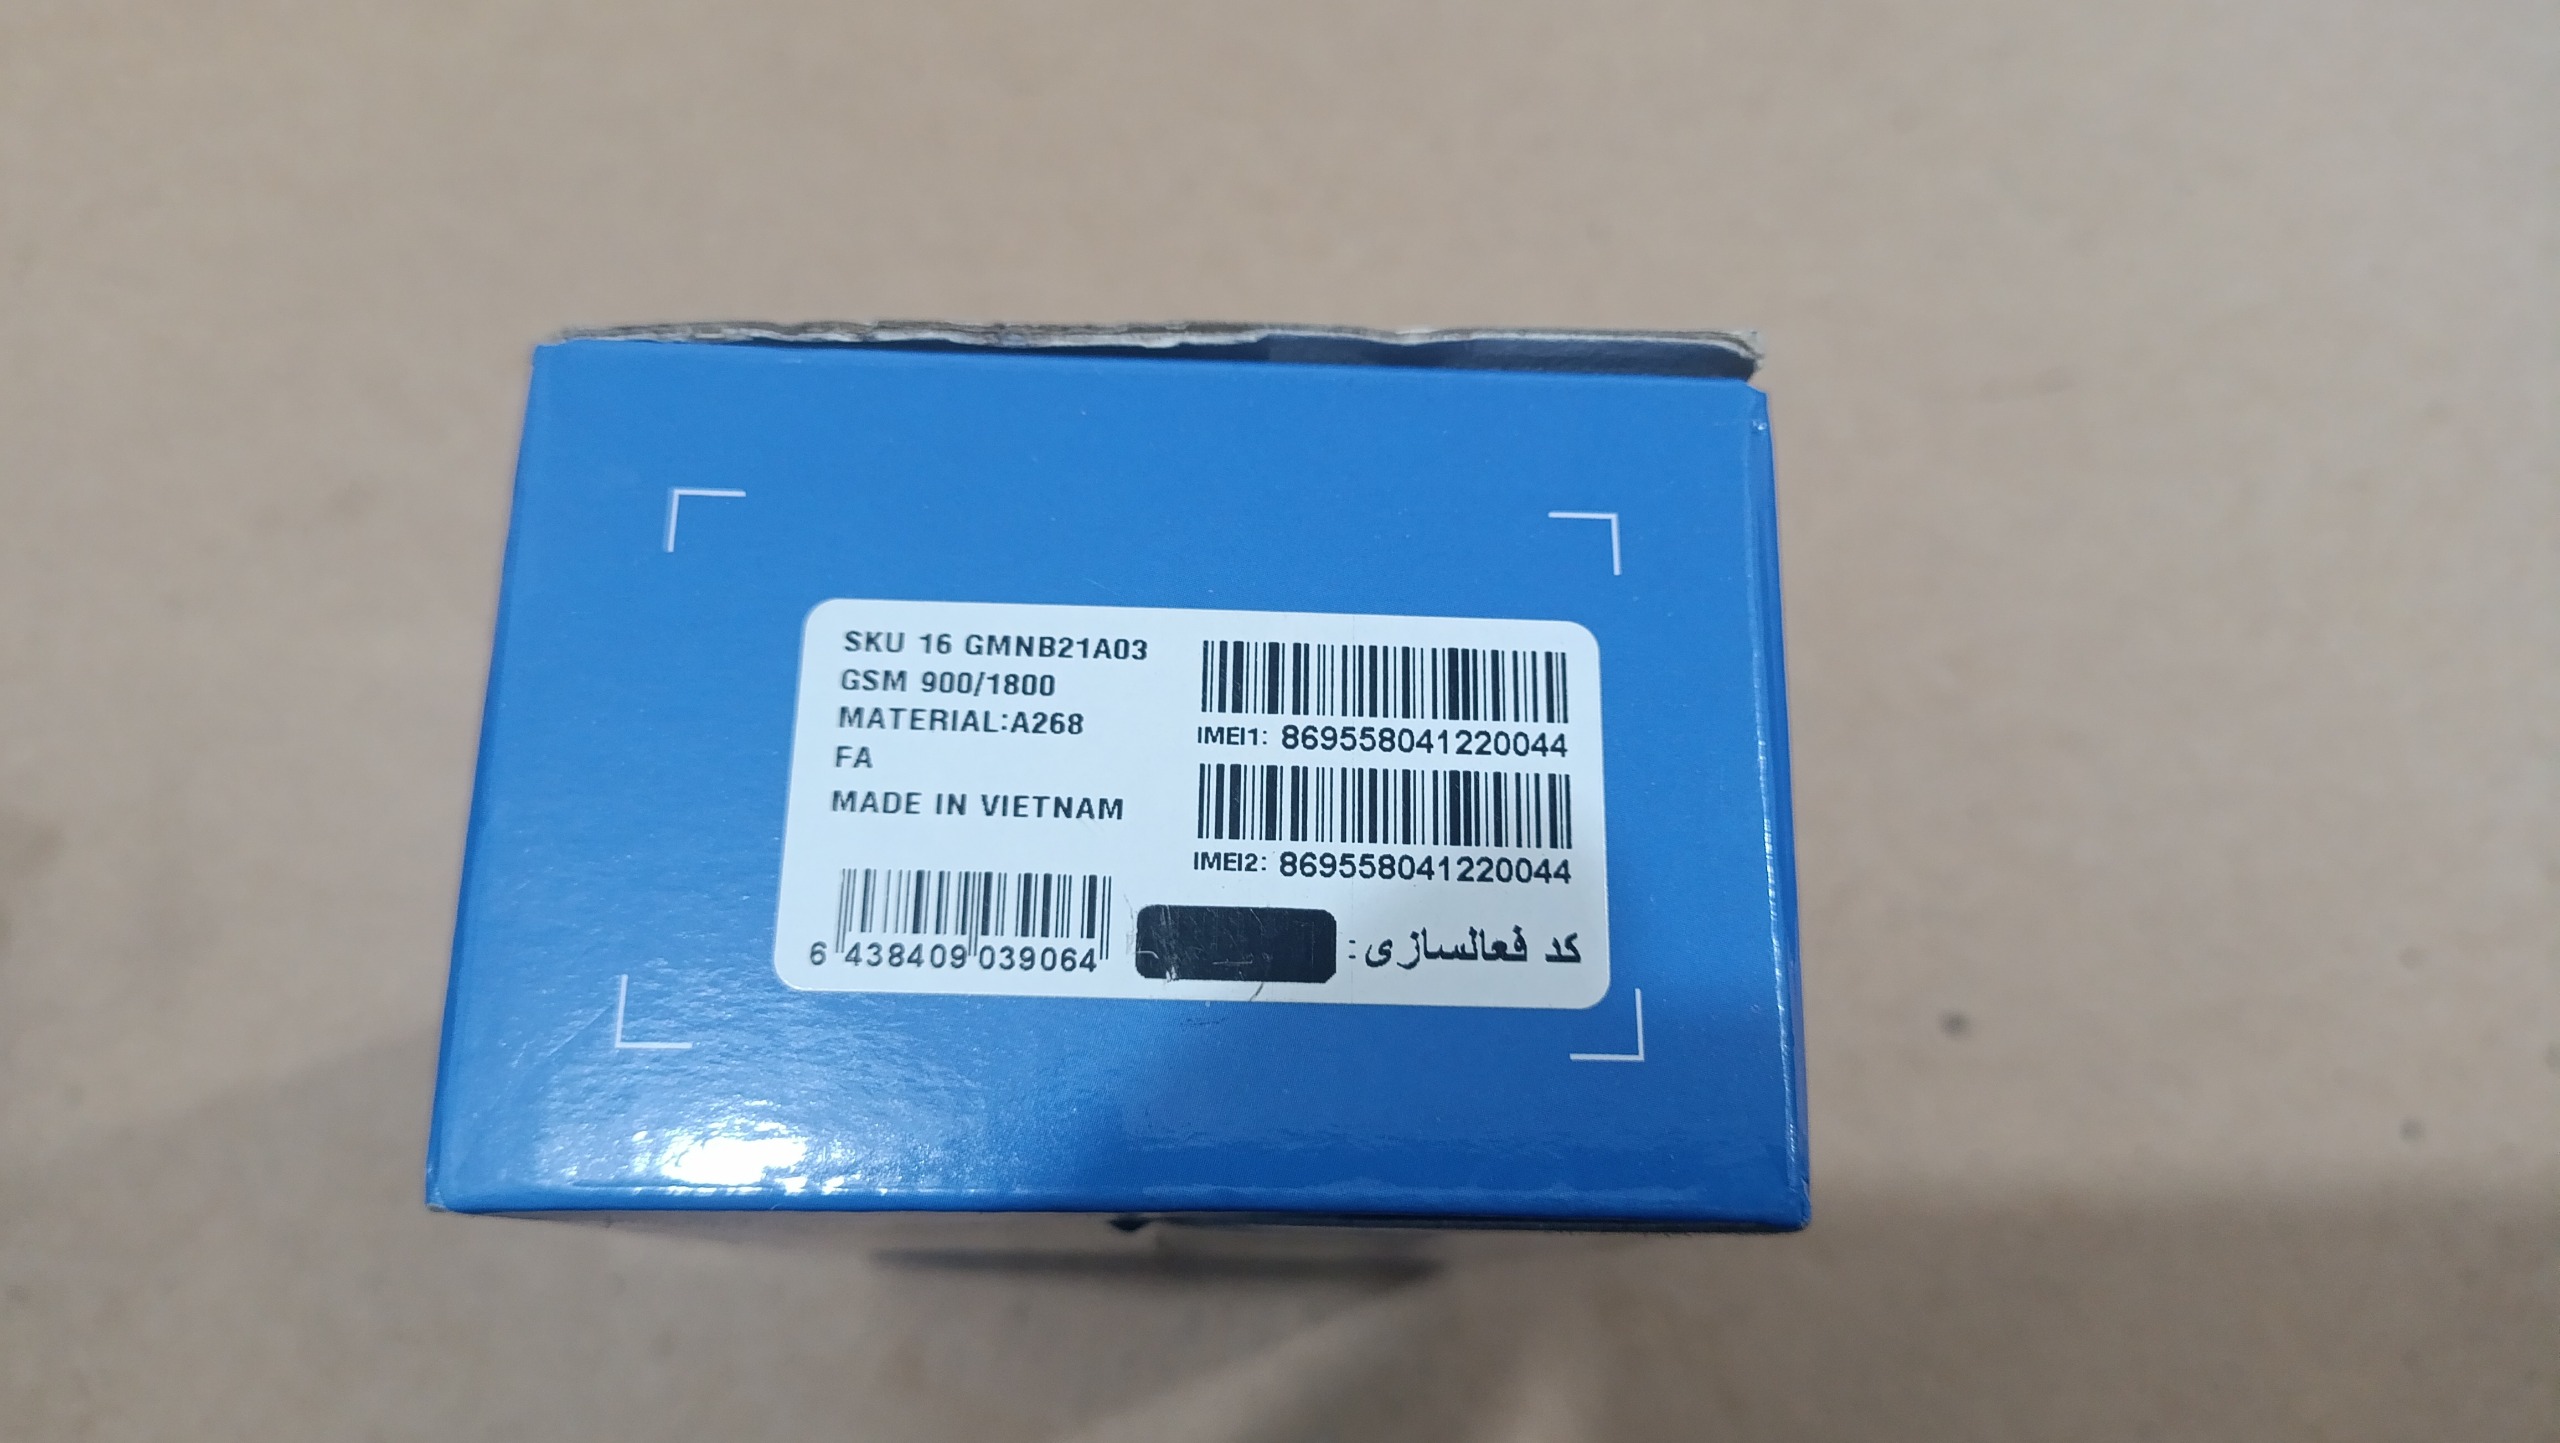 SKU 16 GMNB21A03
GSM 900/1800
MATERIAL:A268
FA
MADE IN VIETNAM
6 438409 039064
IMEI1: 869558041220044
IMEI2: 869558041220044
کد فعالسازی: